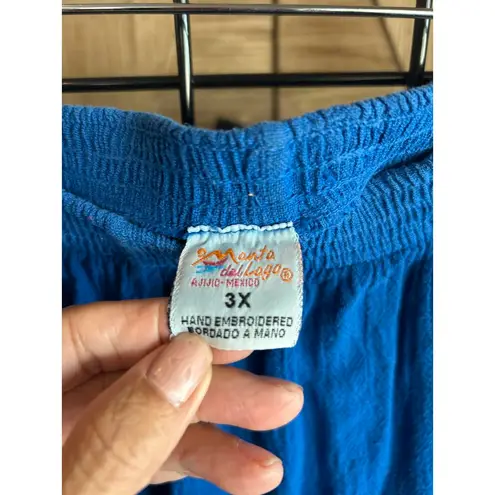 Manta
del Lago®
AJIJIC-MEXICO
3X
HAND EMBROIDERED
BORDADO A MANO